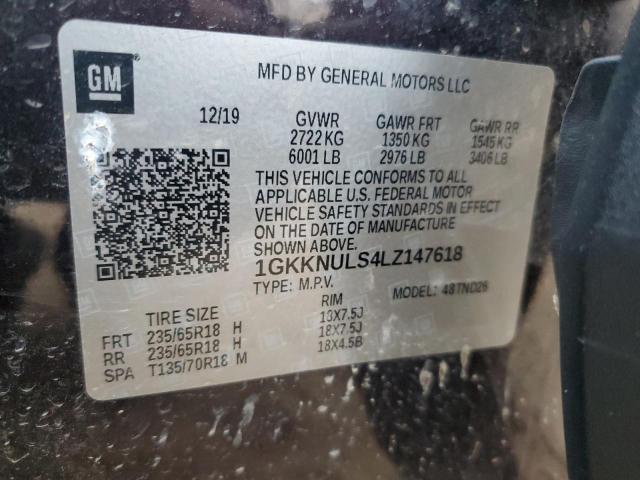 GM
MFD BY GENERAL MOTORS LLC
12/19 GVWR GAWR FRT GAWR RR
2722 KG 1350 KG 1545 KG
6001 LB 2976 LB 3406 LB
THIS VEHICLE CONFORMS TO ALL
APPLICABLE U.S. FEDERAL MOTOR
VEHICLE SAFETY STANDARDS IN EFFECT
ON THE DATE OF MANUFACTURE
SHOWN ABOVE.
1GKKNULS4LZ147618
TYPE: M.P.V. MODEL: 48TND26
TIRE SIZE RIM
FRT 235/65R18 H 18X7.5J
RR 235/65R18 H 18X7.5J
SPA T135/70R18 M 18X4.5B